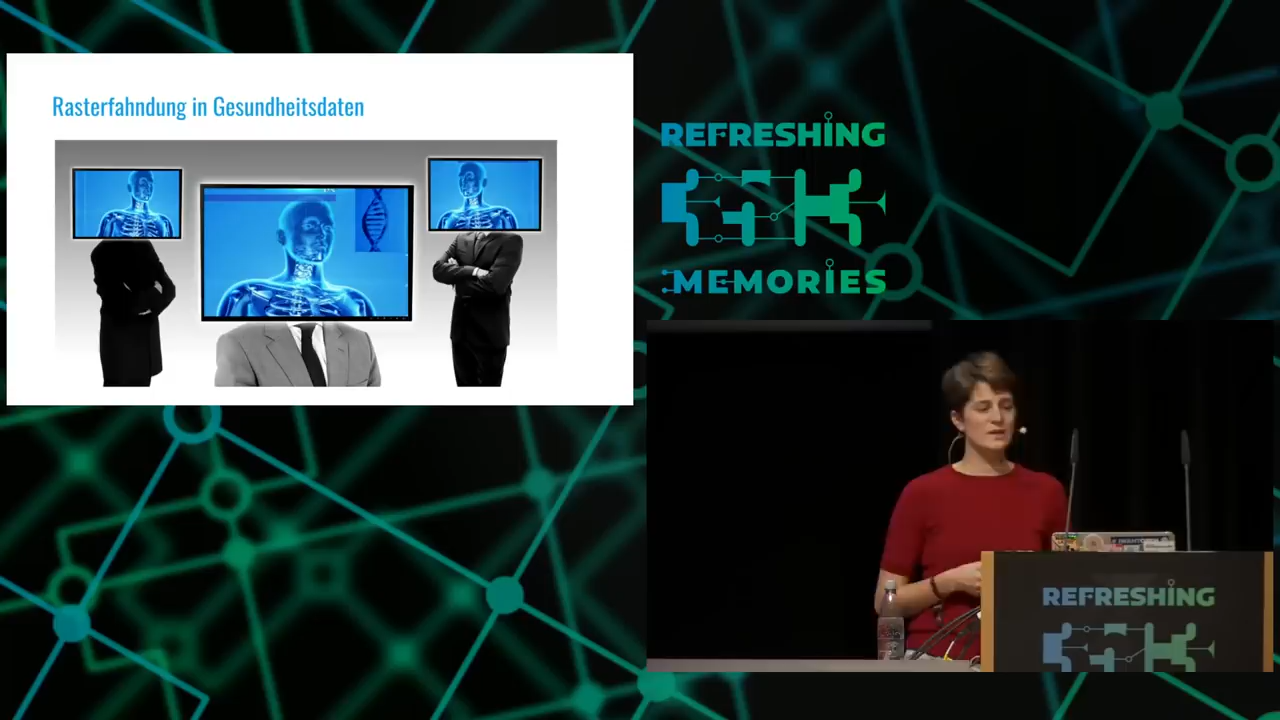 Rasterfahndung in Gesundheitsdaten
REFRESHING
MEMORIES
REFRESHING